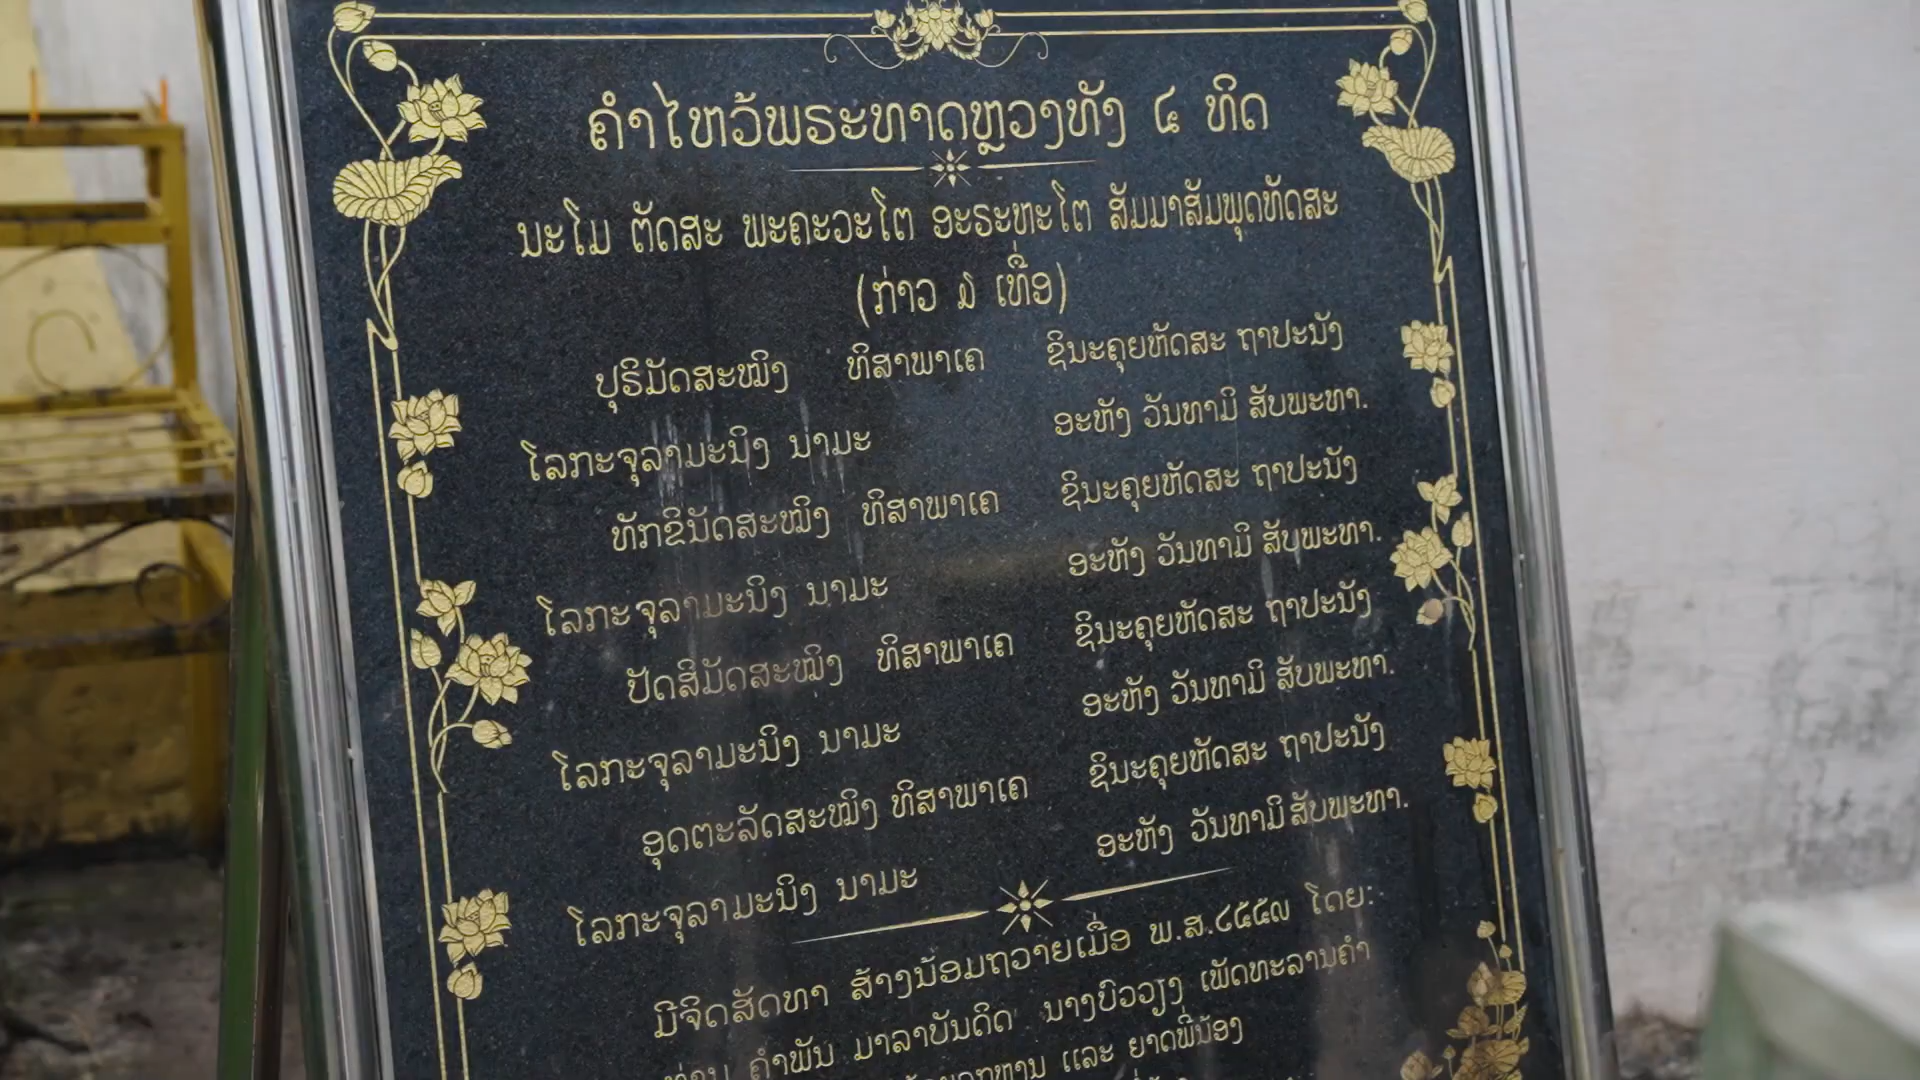 ຄຳໄຫວ້ພຣະທາດຫຼວງທັງ ໔ ທິດ
ນະໂມ ຕັດສະ ພະຄະວະໂຕ ອະຣະຫະໂຕ ສັມມາສັມພຸດທັດສະ
(ກ່າວ ໓ ເທື່ອ)
ປຸຣິມັດສະໝິງ ທິສາພາເຄ ຊິນະຄຸຍຫັດສະ ຖາປະນັງ
ໂລກະຈຸລາມະນິງ ນາມະ ອະຫັງ ວັນທາມິ ສັບພະທາ.
ທັກຂິນັດສະໝິງ ທິສາພາເຄ ຊິນະຄຸຍຫັດສະ ຖາປະນັງ
ໂລກະຈຸລາມະນິງ ນາມະ ອະຫັງ ວັນທາມິ ສັບພະທາ.
ປັດສິມັດສະໝິງ ທິສາພາເຄ ຊິນະຄຸຍຫັດສະ ຖາປະນັງ
ໂລກະຈຸລາມະນິງ ນາມະ ອະຫັງ ວັນທາມິ ສັບພະທາ.
ອຸດຕະລັດສະໝິງ ທິສາພາເຄ ຊິນະຄຸຍຫັດສະ ຖາປະນັງ
ໂລກະຈຸລາມະນິງ ນາມະ ອະຫັງ ວັນທາມິ ສັບພະທາ.
ມີຈິດສັດທາ ສ້າງນ້ອມຖວາຍເມື່ອ ພ.ສ.໒໕໕໙ ໂດຍ:
ທ່ານ ຄຳພັນ ມາລາບັນດິດ ນາງບົວວຽງ ເພັດທະລານຄຳ
ແລະ ຍາດພີ່ນ້ອງ